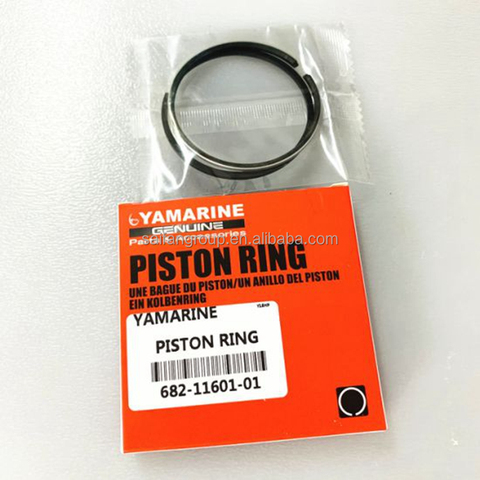 YAMARINE
GENUINE
Parts & Accessories
PISTON RING
UNE BAGUE DU PISTON/UN ANILLO DEL PISTON
EIN KOLBENRING
YAMARINE
PISTON RING
682-11601-01